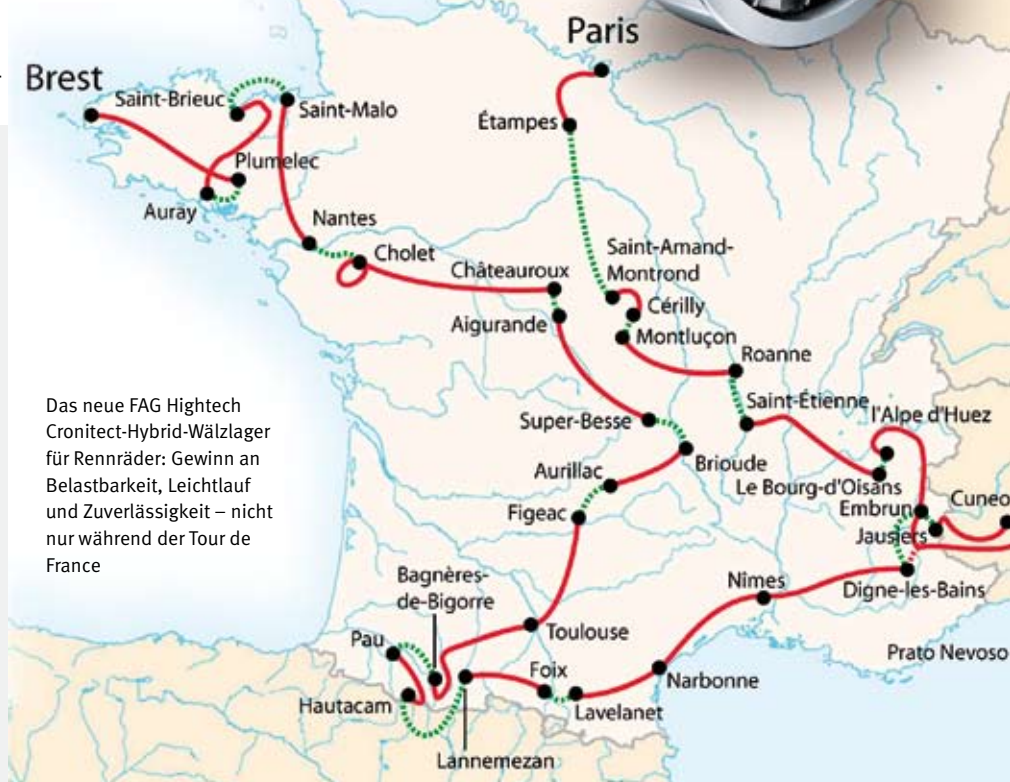 Paris
Brest
Saint-Brieuc
Saint-Malo
Étampes
Plumelec
Auray
Nantes
Cholet
Saint-Amand-
Montrond
Châteauroux
Cérilly
Aigurande
Montluçon
Roanne
Saint-Étienne
l'Alpe d'Huez
Super-Besse
Brioude
Aurillac
Le Bourg-d'Oisans
Figeac
Embrun
Cuneo
Jausiers
Das neue FAG Hightech
Cronitect-Hybrid-Wälzlager
für Rennräder: Gewinn an
Belastbarkeit, Leichtlauf
und Zuverlässigkeit – nicht
nur während der Tour de
France
Bagnères-
de-Bigorre
Nîmes
Digne-les-Bains
Pau
Toulouse
Foix
Prato Nevoso
Narbonne
Hautacam
Lavelanet
Lannemezan